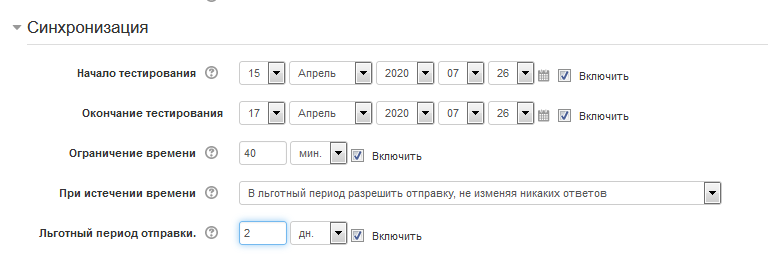 Синхронизация
Начало тестирования 15 Апрель 2020 07 26 Включить
Окончание тестирования 17 Апрель 2020 07 26 Включить
Ограничение времени 40 мин. Включить
При истечении времени В льготный период разрешить отправку, не изменяя никаких ответов
Льготный период отправки. 2 дн. Включить